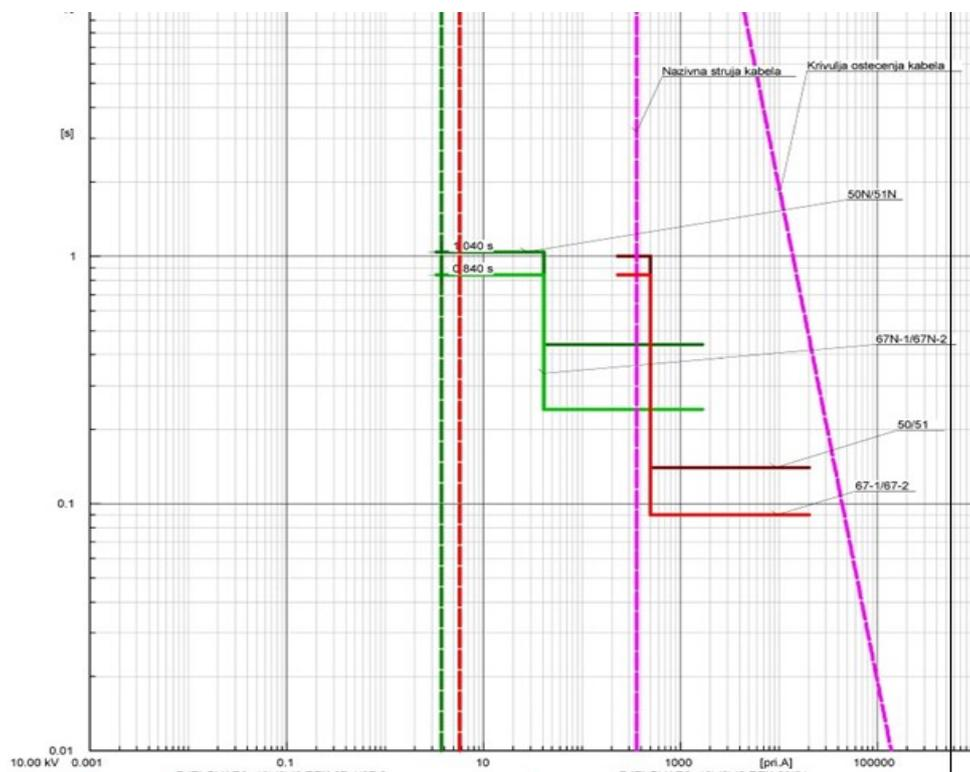 [s]
Nazivna struja kabela
Krivulja ostecenja kabela
50N/51N
1.040 s
1
0.840 s
67N-1/67N-2
50/51
67-1/67-2
0.1
0.01
10.00 kV 0.001 0.1 10 1000 [pri.A] 100000